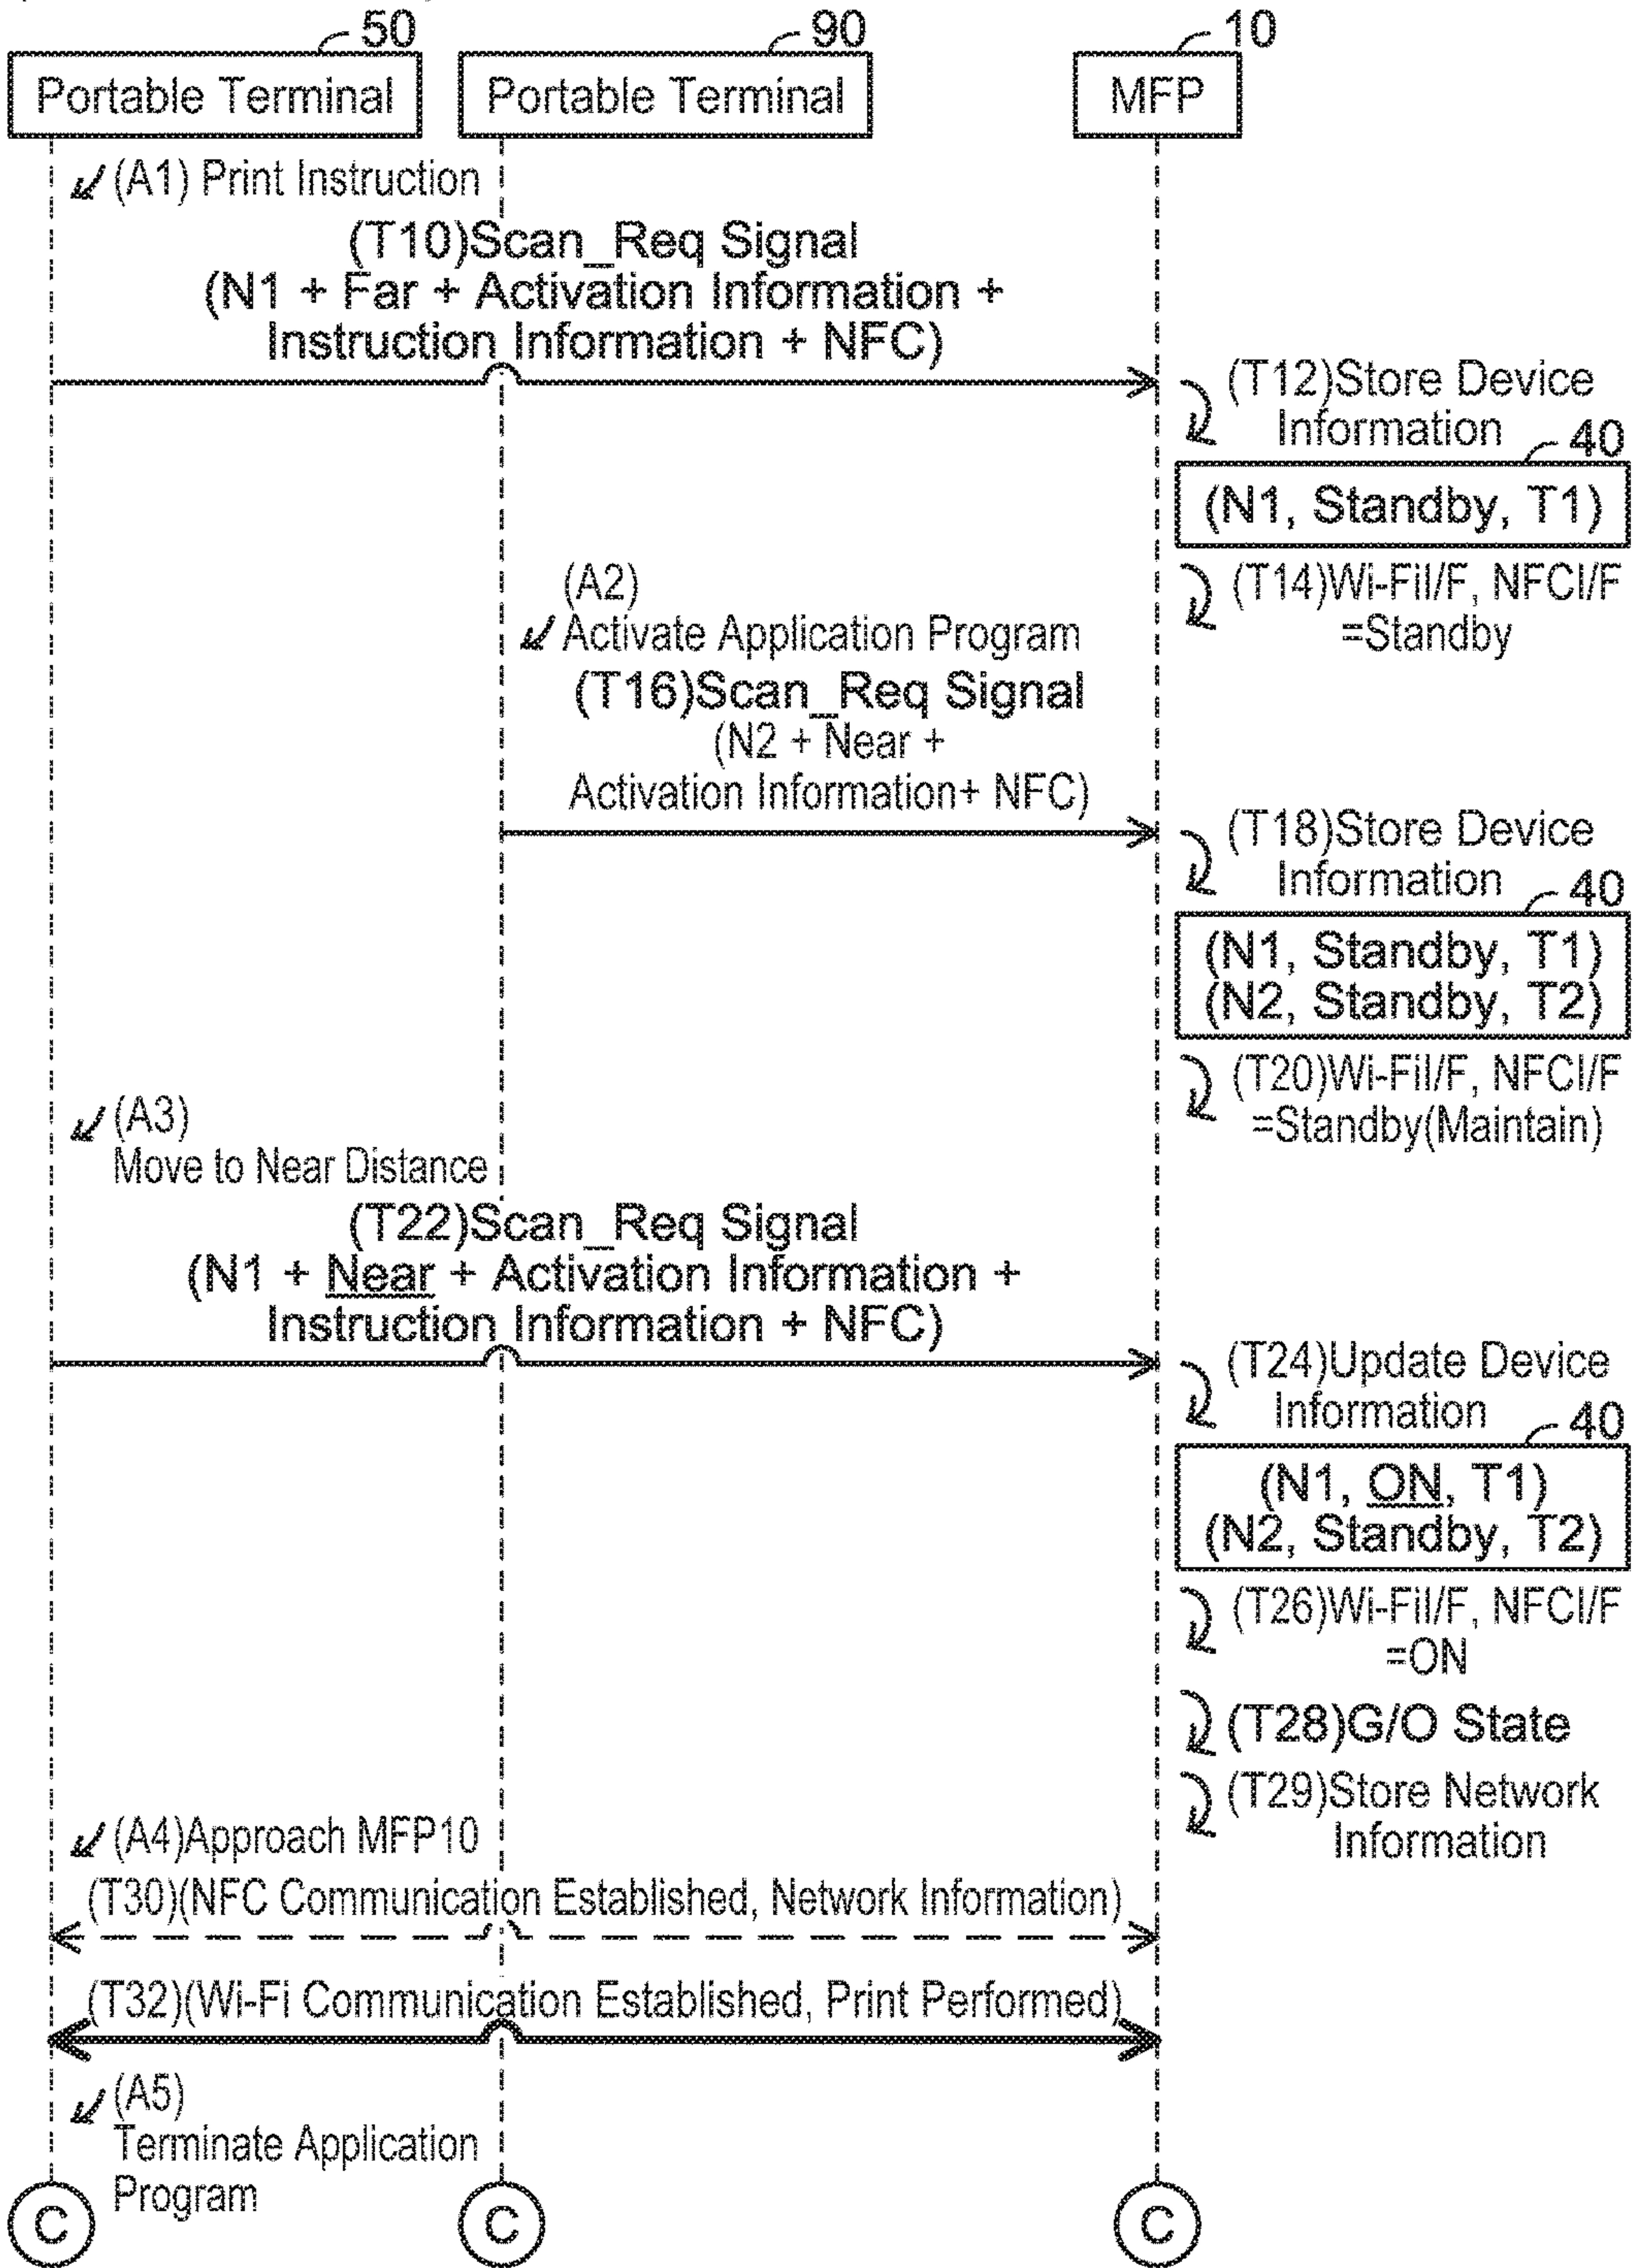 50
90
10
Portable Terminal
Portable Terminal
MFP
(A1) Print Instruction
(T10)Scan_Req Signal
(N1 + Far + Activation Information +
Instruction Information + NFC)
(T12)Store Device
Information
40
(N1, Standby, T1)
(T14)Wi-FiI/F, NFCI/F
=Standby
(A2)
Activate Application Program
(T16)Scan_Req Signal
(N2 + Near +
Activation Information+ NFC)
(T18)Store Device
Information
40
(N1, Standby, T1)
(N2, Standby, T2)
(T20)Wi-FiI/F, NFCI/F
=Standby(Maintain)
(A3)
Move to Near Distance
(T22)Scan_Req Signal
(N1 + Near + Activation Information +
Instruction Information + NFC)
(T24)Update Device
Information
40
(N1, ON, T1)
(N2, Standby, T2)
(T26)Wi-FiI/F, NFCI/F
=ON
(T28)G/O State
(T29)Store Network
Information
(A4)Approach MFP10
(T30)(NFC Communication Established, Network Information)
(T32)(Wi-Fi Communication Established, Print Performed)
(A5)
Terminate Application
Program
C
C
C